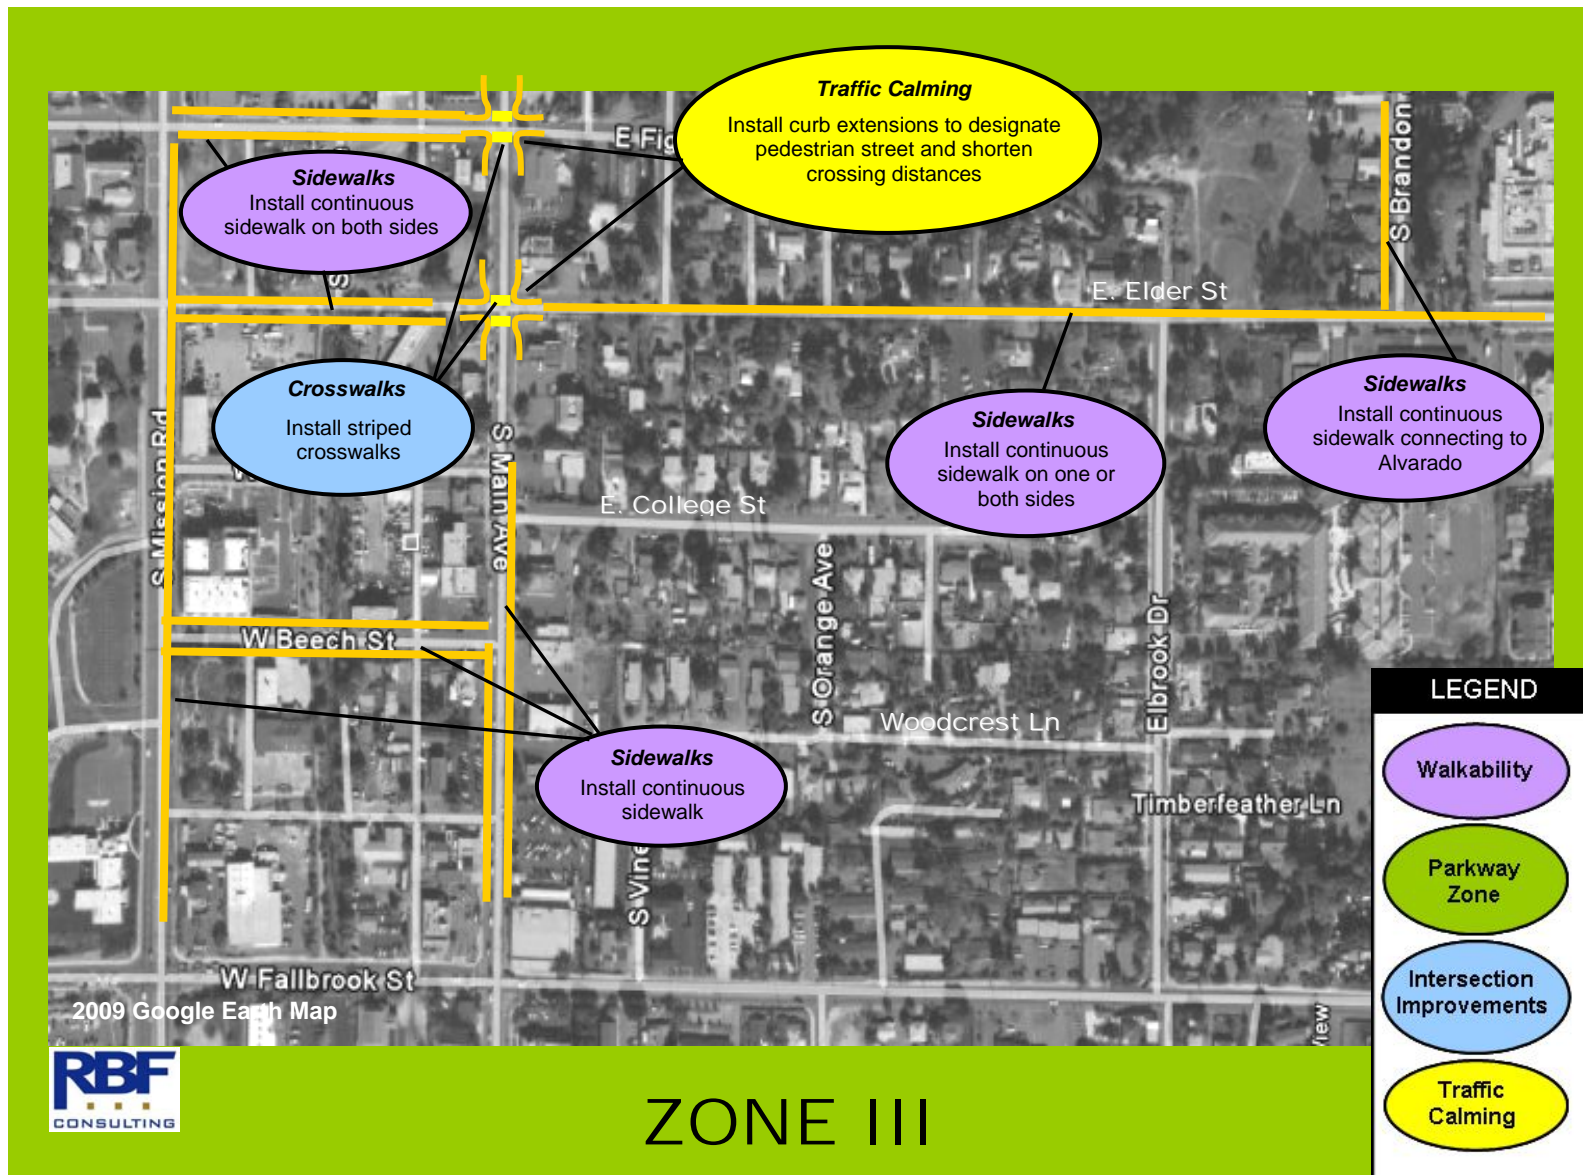 Traffic Calming
Install curb extensions to designate
pedestrian street and shorten
crossing distances
E Fig
S Brandon
Sidewalks
Install continuous
sidewalk on both sides
S
E. Elder St
Crosswalks
Install striped
crosswalks
Sidewalks
Install continuous
sidewalk on one or
both sides
Sidewalks
Install continuous
sidewalk connecting to
Alvarado
S Mission Rd
S Main Ave
E. College St
S Orange Ave
Elbrook Dr
W Beech St
Woodcrest Ln
Sidewalks
Install continuous
sidewalk
Timberfeather Ln
S Vine
W Fallbrook St
2009 Google Earth Map
View
LEGEND
Walkability
Parkway
Zone
Intersection
Improvements
Traffic
Calming
RBF
CONSULTING
ZONE III